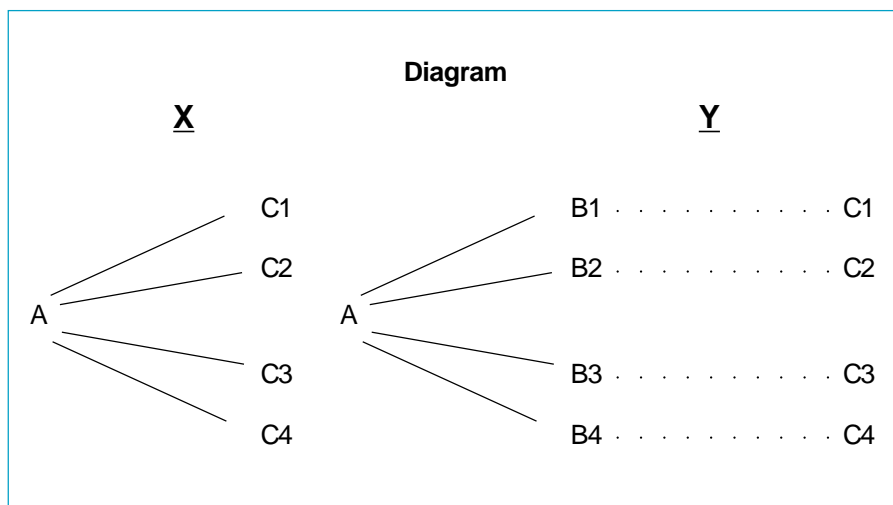 Diagram
X Y
C1 B1 . . . . . . . . . . C1
C2 B2 . . . . . . . . . . C2
A A
C3 B3 . . . . . . . . . . C3
C4 B4 . . . . . . . . . . C4